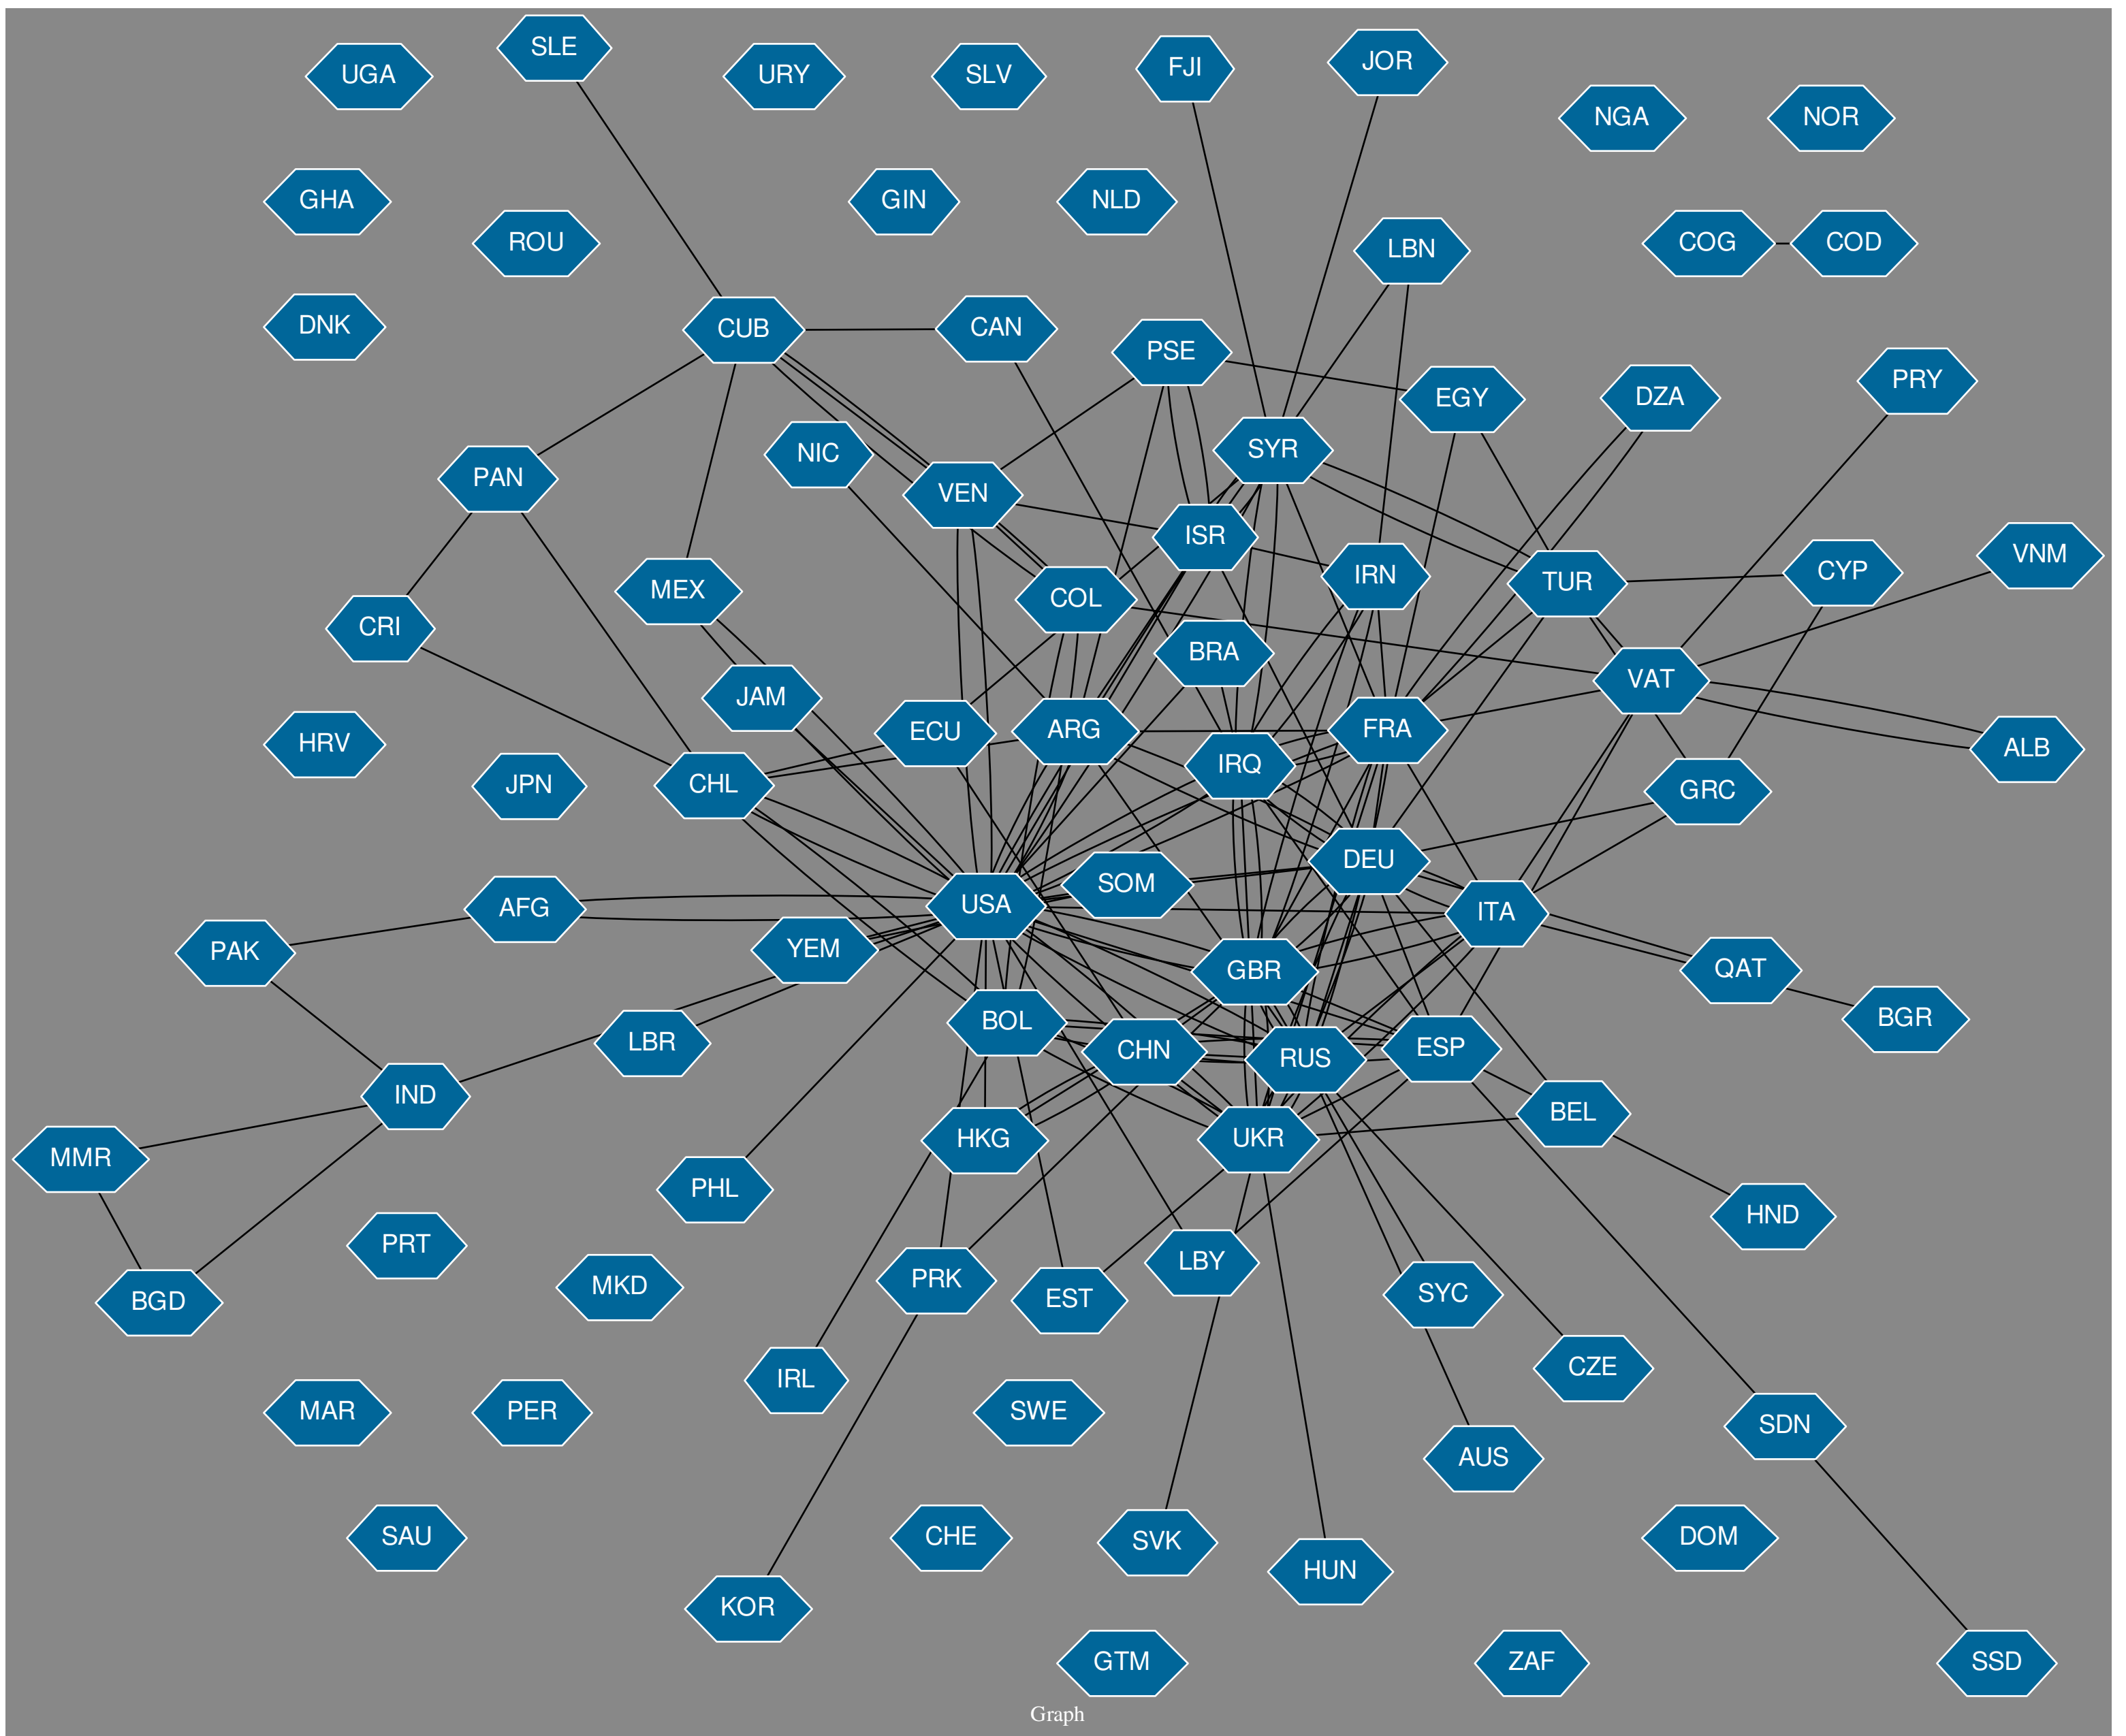 SLE
UGA
URY
SLV
FJI
JOR
NGA
NOR
GHA
ROU
GIN
NLD
LBN
COG
COD
DNK
CUB
CAN
PSE
EGY
DZA
PRY
PAN
NIC
VEN
SYR
ISR
MEX
CRI
COL
IRN
TUR
CYP
VNM
JAM
BRA
VAT
HRV
JPN
CHL
ECU
ARG
IRQ
FRA
GRC
ALB
AFG
PAK
YEM
USA
SOM
DEU
ITA
QAT
BGR
LBR
BOL
GBR
CHN
RUS
ESP
IND
HKG
UKR
BEL
MMR
PHL
HND
BGD
PRT
MKD
PRK
EST
LBY
SYC
CZE
IRL
MAR
PER
SWE
AUS
SDN
SAU
CHE
SVK
HUN
DOM
KOR
GTM
ZAF
SSD
Graph